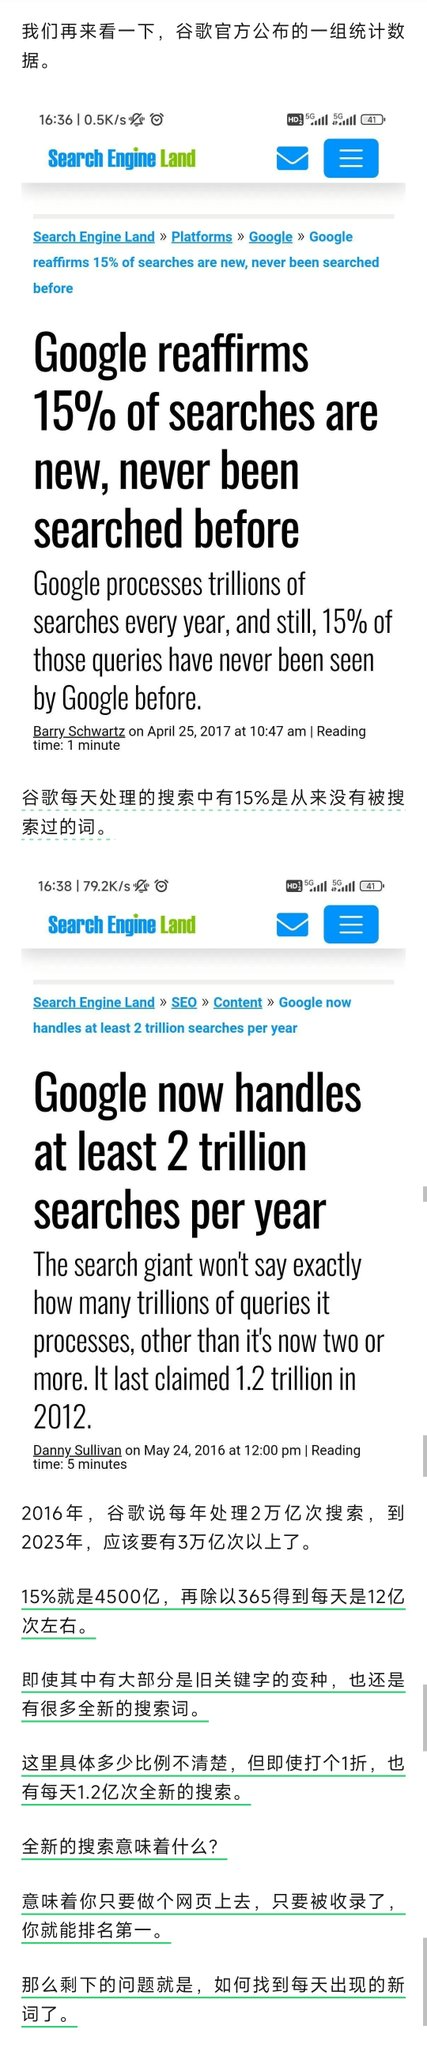 我们再来看一下，谷歌官方公布的一组统计数
据。
16:36 | 0.5K/s
HD 5G 5G 41
Search Engine Land
Search Engine Land » Platforms » Google » Google
reaffirms 15% of searches are new, never been searched
before
Google reaffirms
15% of searches are
new, never been
searched before
Google processes trillions of
searches every year, and still, 15% of
those queries have never been seen
by Google before.
Barry Schwartz on April 25, 2017 at 10:47 am | Reading
time: 1 minute
谷歌每天处理的搜索中有15%是从来没有被搜
索过的词。
16:38 | 79.2K/s
HD 5G 5G 41
Search Engine Land
Search Engine Land » SEO » Content » Google now
handles at least 2 trillion searches per year
Google now handles
at least 2 trillion
searches per year
The search giant won't say exactly
how many trillions of queries it
processes, other than it's now two or
more. It last claimed 1.2 trillion in
2012.
Danny Sullivan on May 24, 2016 at 12:00 pm | Reading
time: 5 minutes
2016年，谷歌说每年处理2万亿次搜索，到
2023年，应该要有3万亿次以上了。
15%就是4500亿，再除以365得到每天是12亿
次左右。
即使其中有大部分是旧关键字的变种，也还是
有很多全新的搜索词。
这里具体多少比例不清楚，但即使打个1折，也
有每天1.2亿次全新的搜索。
全新的搜索意味着什么？
意味着你只要做个网页上去，只要被收录了，
你就能排名第一。
那么剩下的问题就是，如何找到每天出现的新
词了。